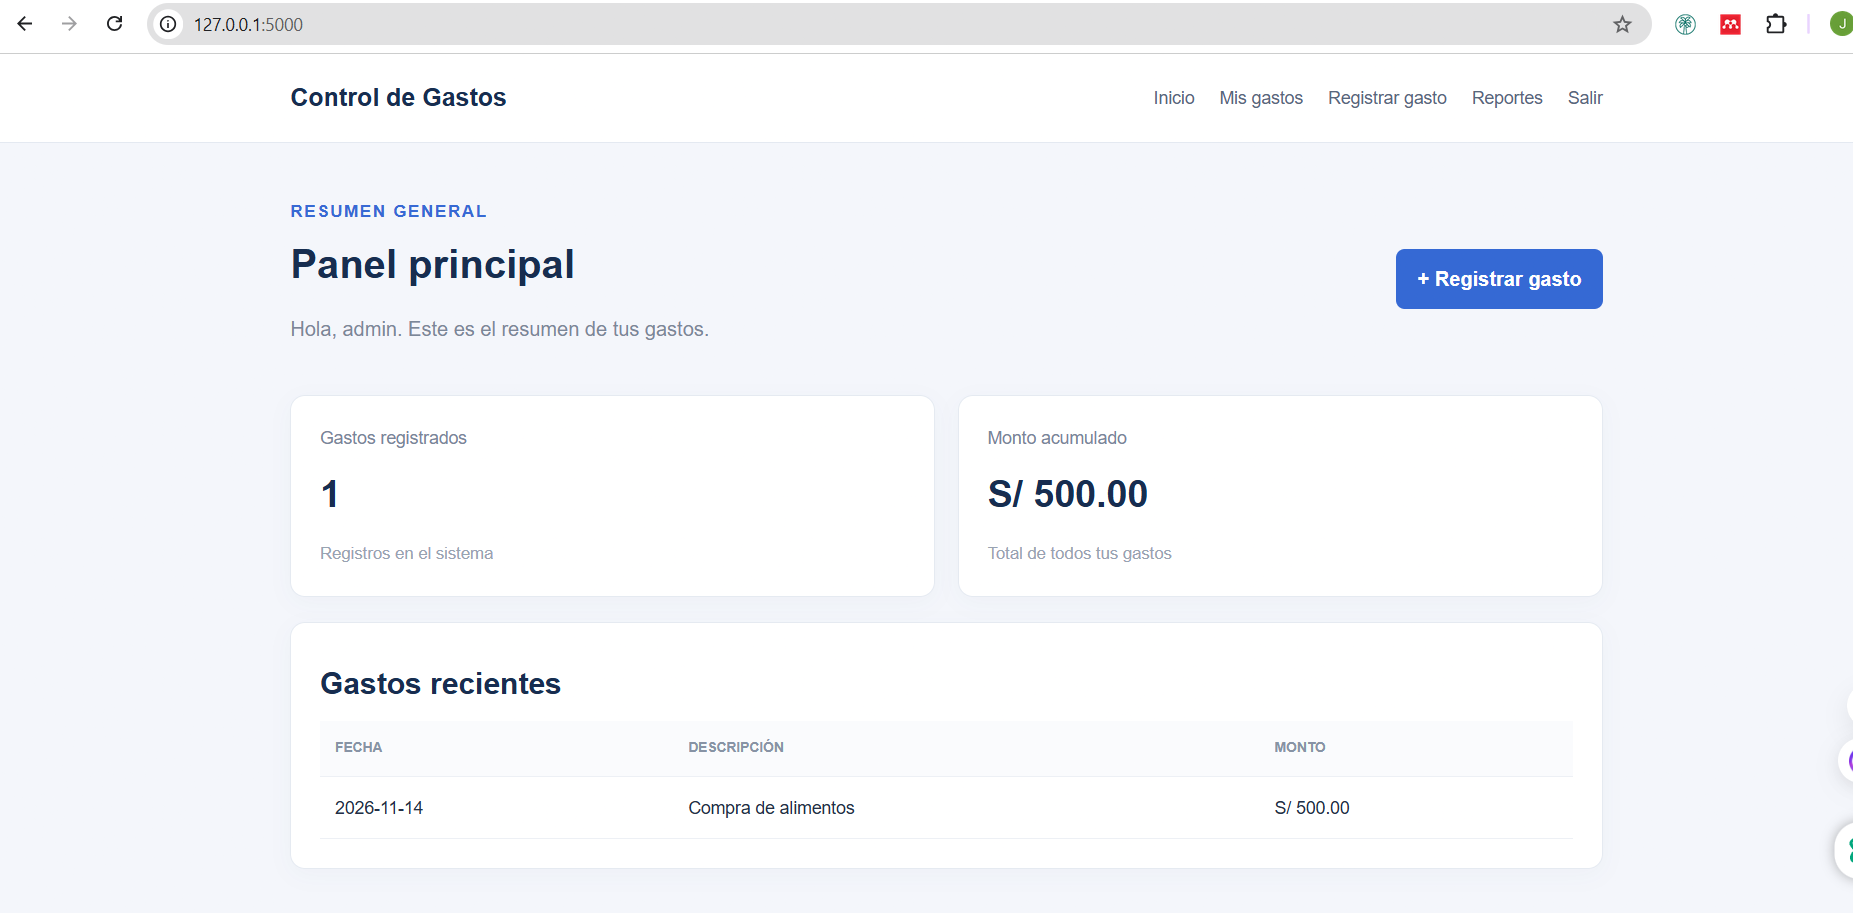 127.0.0.1:5000
J
Control de Gastos
Inicio Mis gastos Registrar gasto Reportes Salir
RESUMEN GENERAL
Panel principal
+ Registrar gasto
Hola, admin. Este es el resumen de tus gastos.
Gastos registrados
1
Registros en el sistema
Monto acumulado
S/ 500.00
Total de todos tus gastos
Gastos recientes
FECHA DESCRIPCIÓN MONTO
2026-11-14 Compra de alimentos S/ 500.00